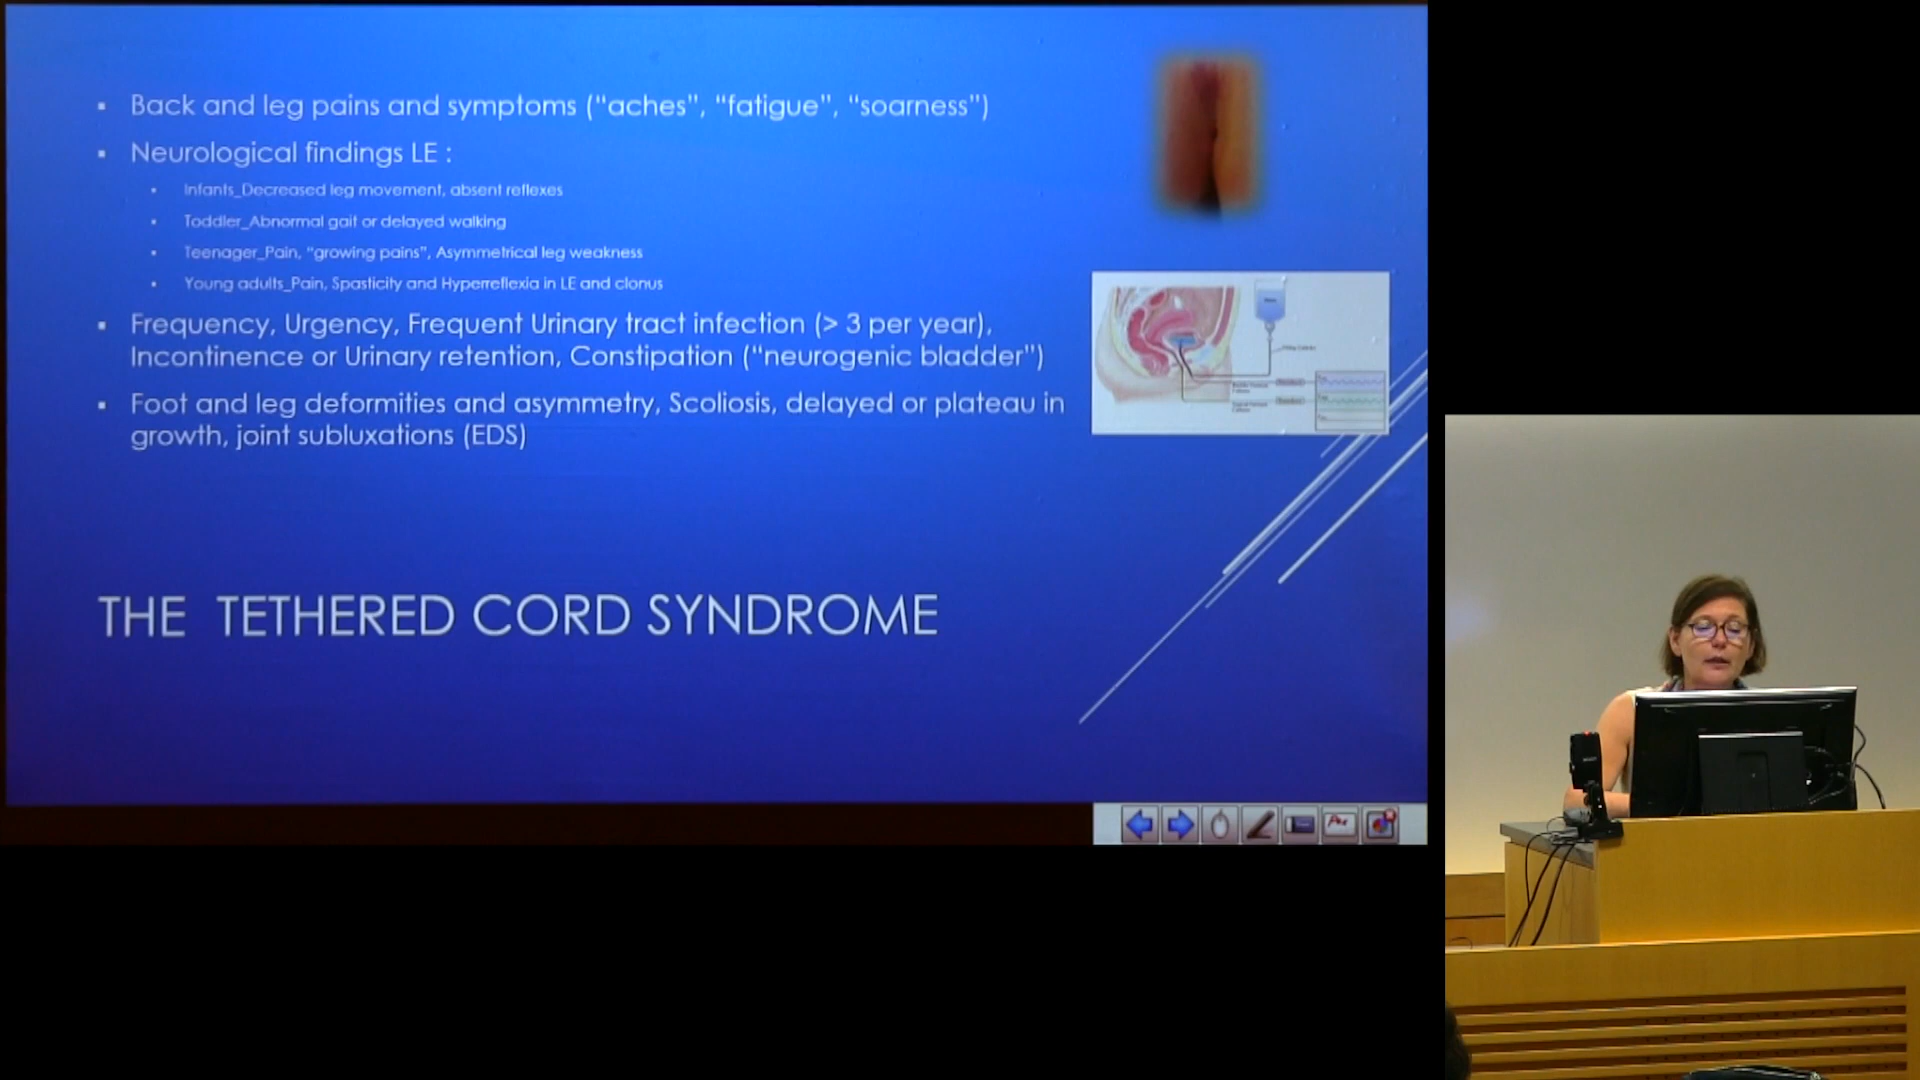 ▪ Back and leg pains and symptoms (“aches”, “fatigue”, “soarness”)
▪ Neurological findings LE :
▪ Infants_Decreased leg movement, absent reflexes
▪ Toddler_Abnormal gait or delayed walking
▪ Teenager_Pain, “growing pains”, Asymmetrical leg weakness
▪ Young adults_Pain, Spasticity and Hyperreflexia in LE and clonus
▪ Frequency, Urgency, Frequent Urinary tract infection (> 3 per year),
Incontinence or Urinary retention, Constipation (“neurogenic bladder”)
▪ Foot and leg deformities and asymmetry, Scoliosis, delayed or plateau in
growth, joint subluxations (EDS)
THE TETHERED CORD SYNDROME